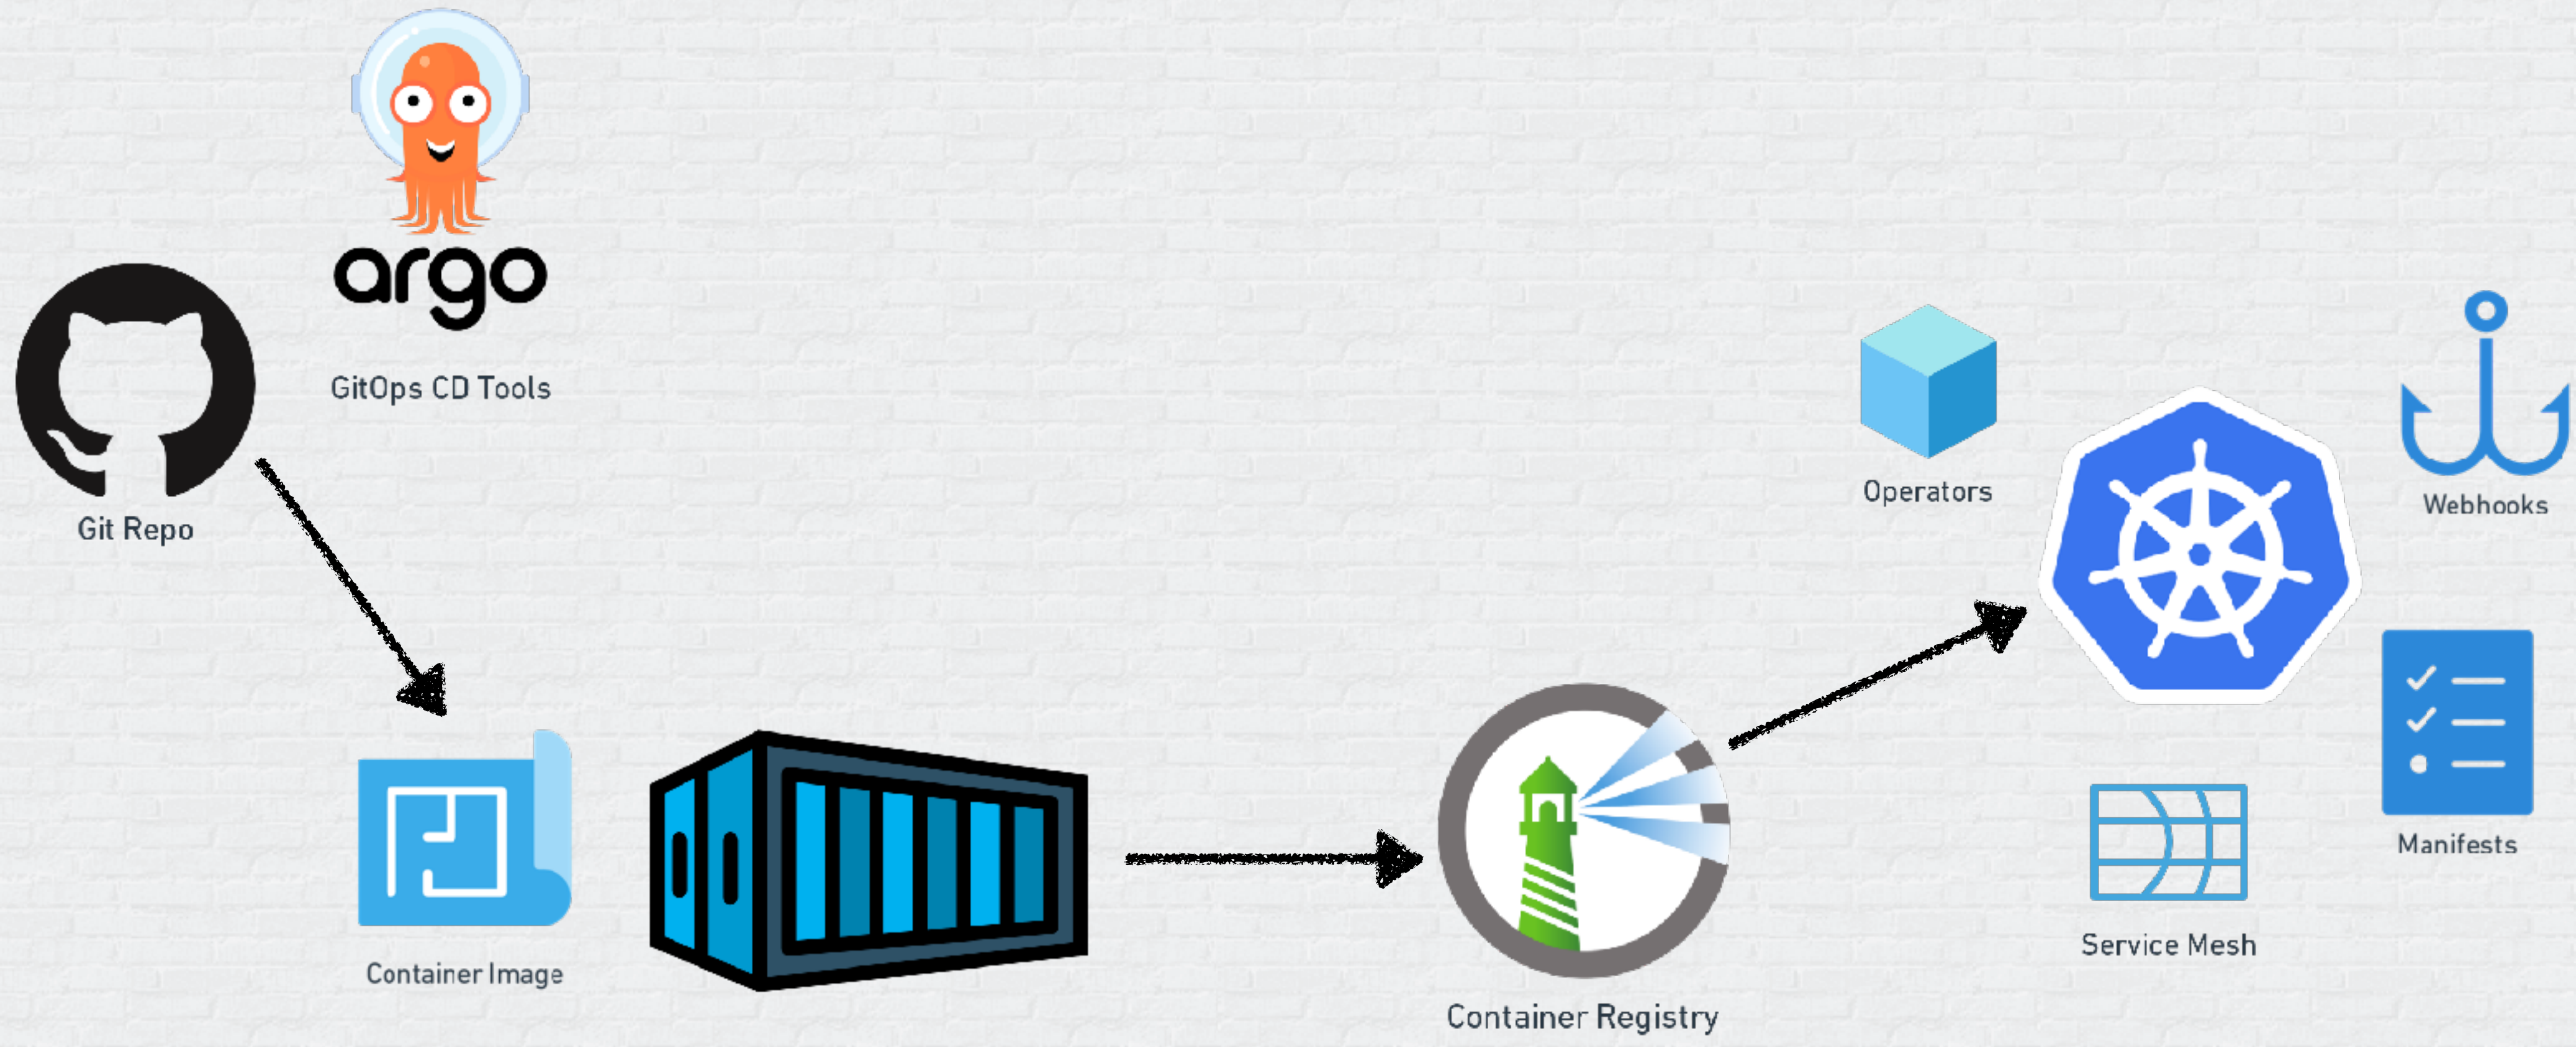 argo
GitOps CD Tools
Git Repo
Operators
Webhooks
Manifests
Service Mesh
Container Image
Container Registry